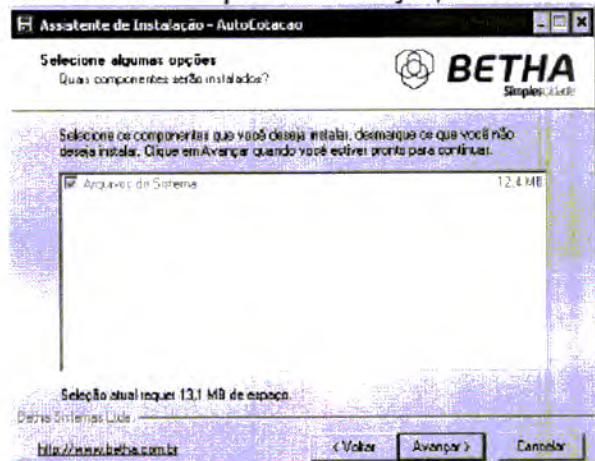 Assistente de Instalação - AutoCotacao
Selecione algumas opções
Quais componentes serão instalados?
BETHA
Simplescidade
Selecione os componentes que você deseja instalar, desmarque os que você não
deseja instalar. Clique em Avançar quando você estiver pronto para continuar.
Arquivos de Sistema 12,4 MB
Seleção atual requer 13,1 MB de espaço.
Betha Sistemas Ltda.
http://www.betha.com.br
< Voltar Avançar > Cancelar